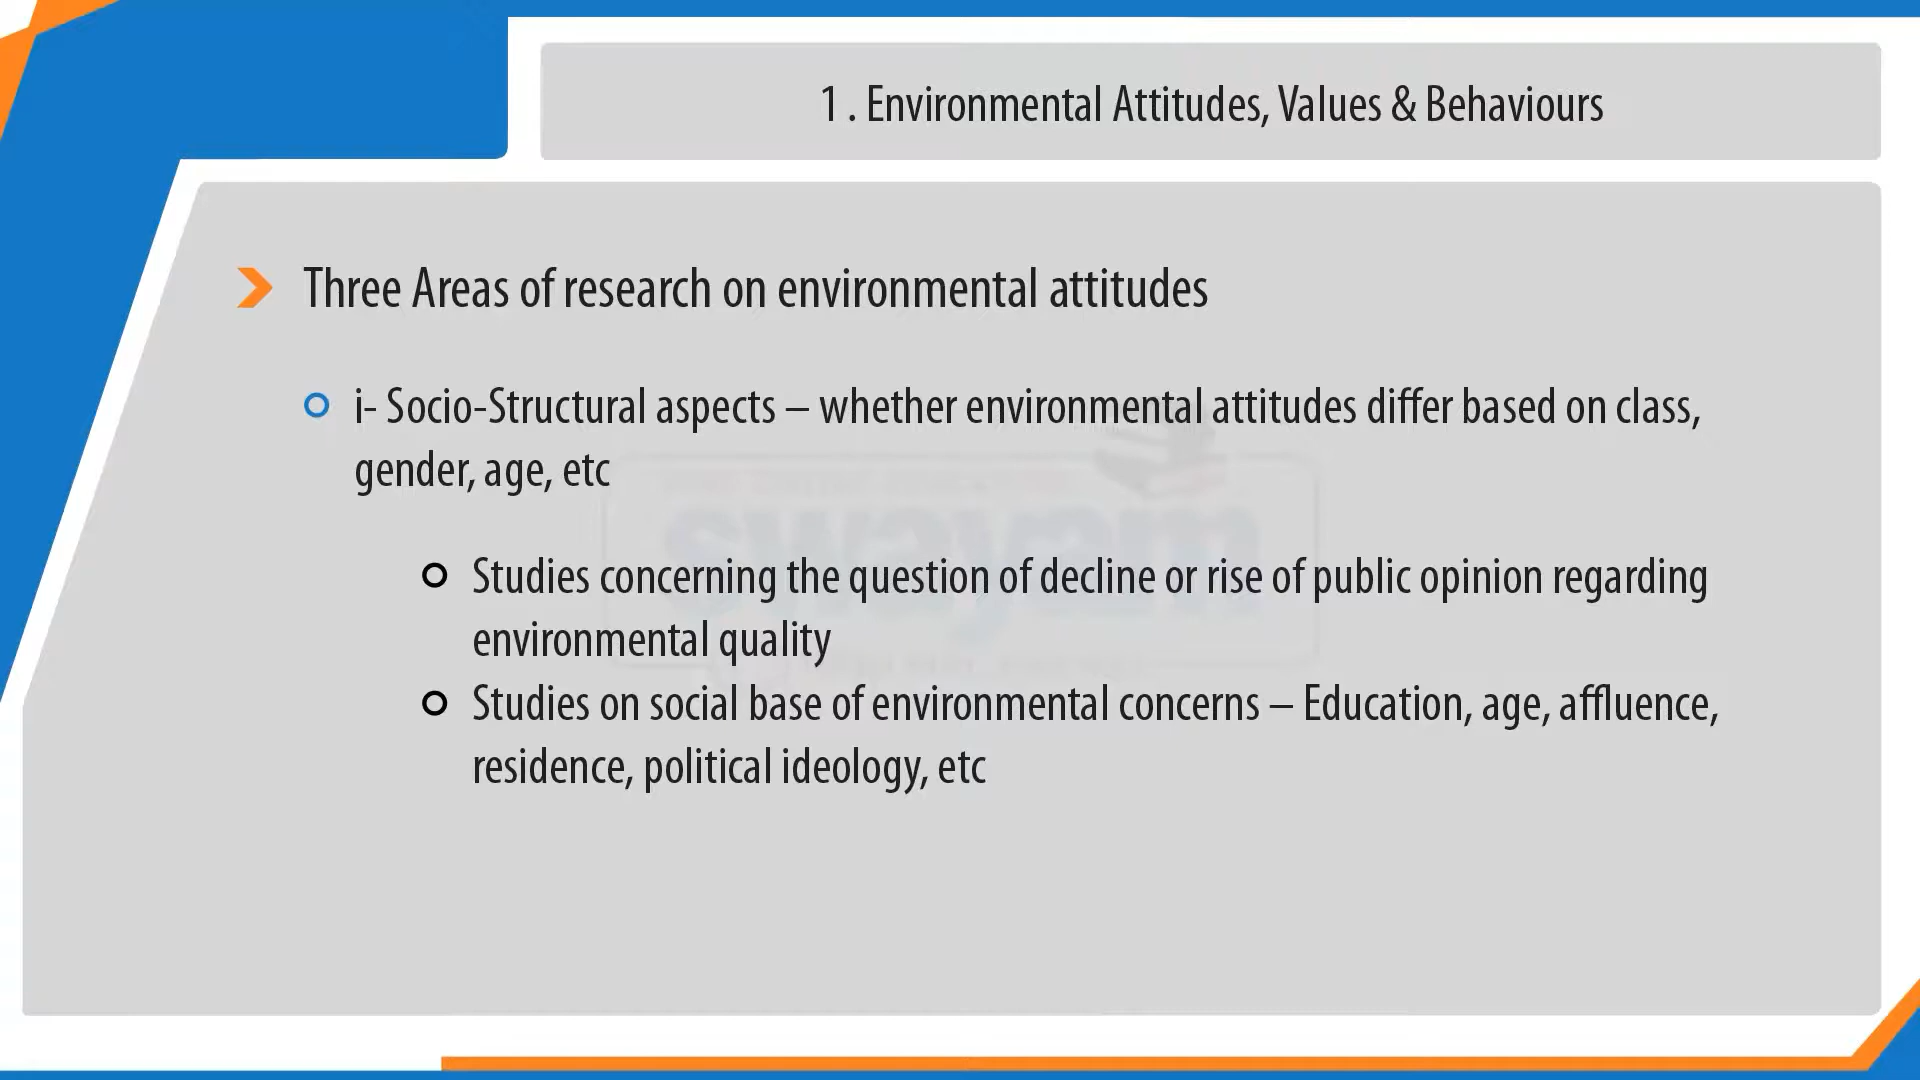 1 . Environmental Attitudes, Values & Behaviours
Three Areas of research on environmental attitudes
i- Socio-Structural aspects – whether environmental attitudes differ based on class,
gender, age, etc
swayam
Studies concerning the question of decline or rise of public opinion regarding
environmental quality
Studies on social base of environmental concerns – Education, age, affluence,
residence, political ideology, etc